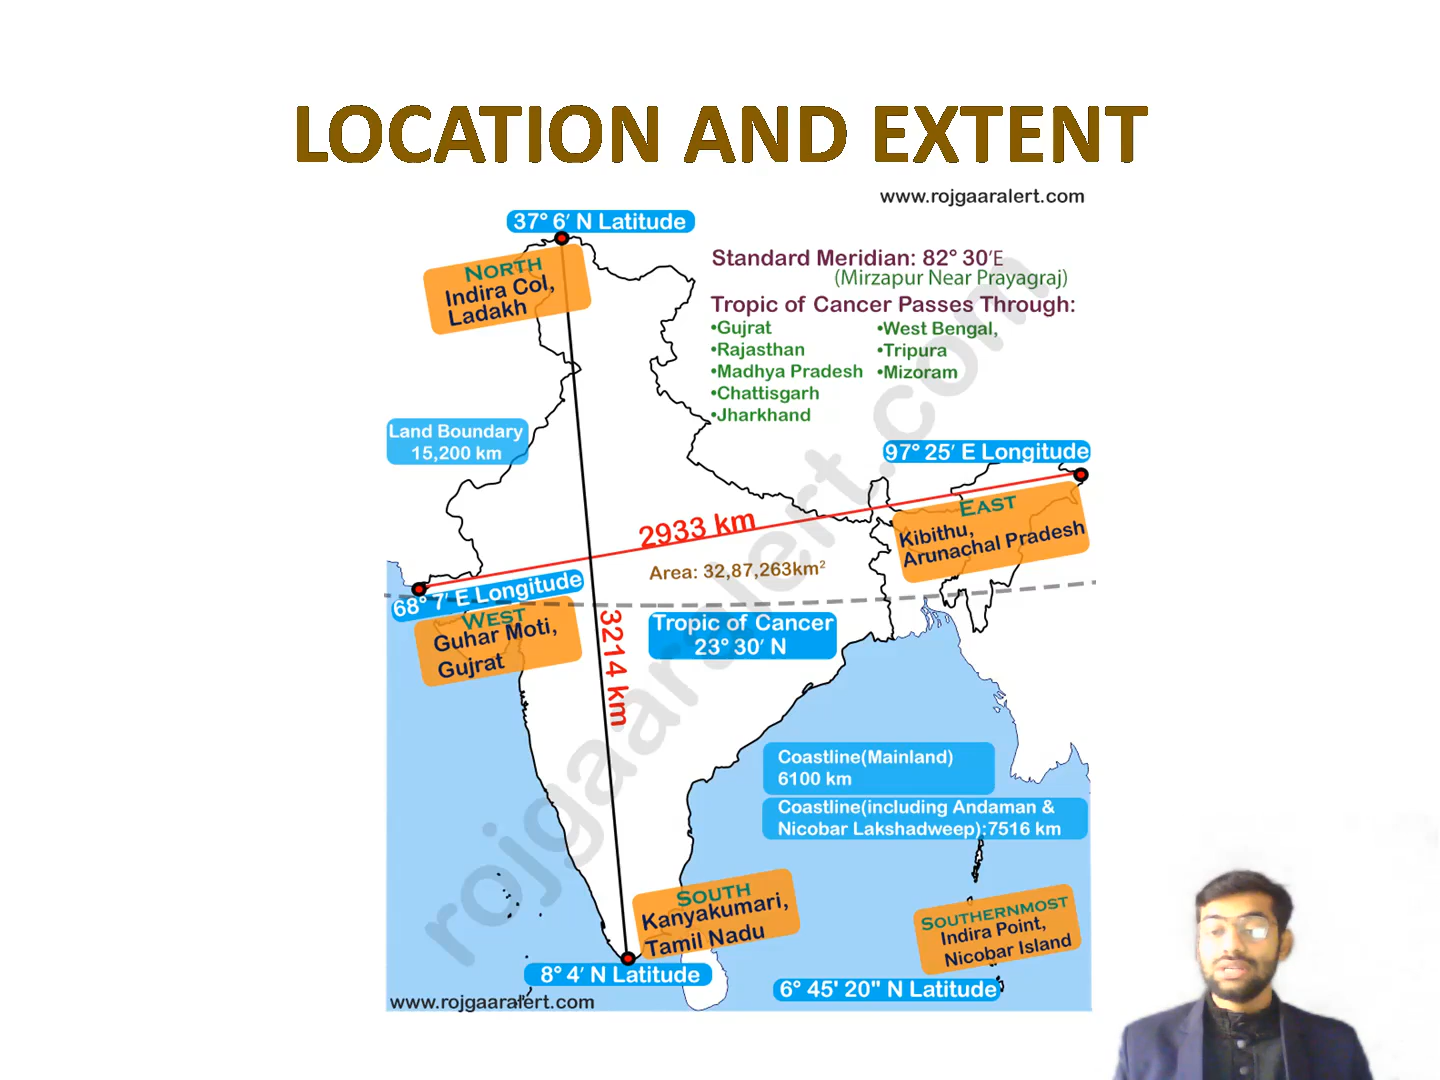 LOCATION AND EXTENT
www.rojgaaralert.com
37° 6′ N Latitude
NORTH
Indira Col,
Ladakh
Standard Meridian: 82° 30′E
(Mirzapur Near Prayagraj)
Tropic of Cancer Passes Through:
•Gujrat
•Rajasthan
•Madhya Pradesh
•Chattisgarh
•Jharkhand
•West Bengal,
•Tripura
•Mizoram
Land Boundary
15,200 km
97° 25′ E Longitude
EAST
Kibithu,
Arunachal Pradesh
2933 km
Area: 32,87,263km²
68° 7′ E Longitude
WEST
Guhar Moti,
Gujrat
3214 km
Tropic of Cancer
23° 30′ N
rojgaaralert.com
Coastline(Mainland)
6100 km
Coastline(including Andaman &
Nicobar Lakshadweep):7516 km
SOUTH
Kanyakumari,
Tamil Nadu
8° 4′ N Latitude
SOUTHERNMOST
Indira Point,
Nicobar Island
6° 45' 20" N Latitude
www.rojgaaralert.com